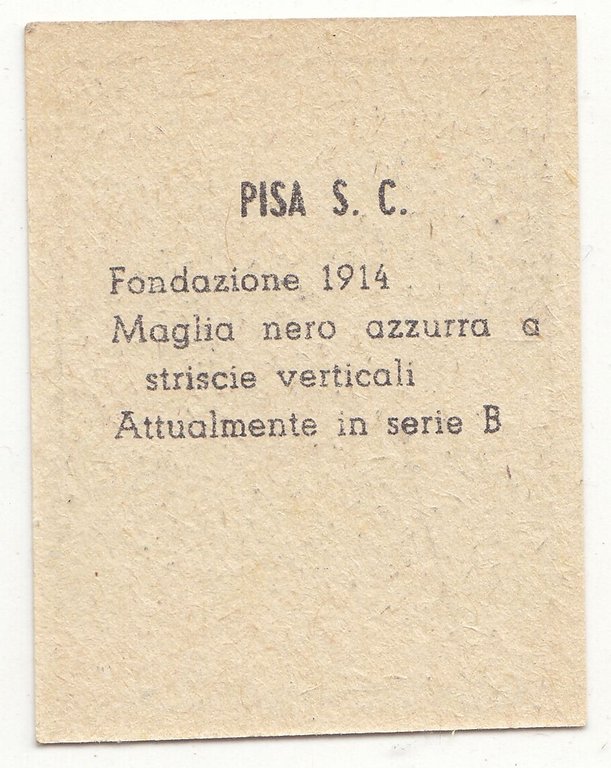 PISA S. C.
Fondazione 1914
Maglia nero azzurra a
striscie verticali
Attualmente in serie B